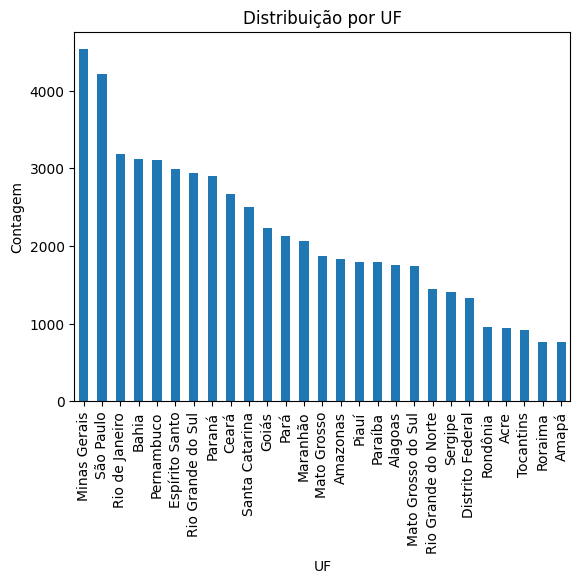 Distribuição por UF
Contagem
4000
3000
2000
1000
0
Minas Gerais
São Paulo
Rio de Janeiro
Bahia
Pernambuco
Espírito Santo
Rio Grande do Sul
Paraná
Ceará
Santa Catarina
Goiás
Pará
Maranhão
Mato Grosso
Amazonas
Piauí
Paraíba
Alagoas
Mato Grosso do Sul
Rio Grande do Norte
Sergipe
Distrito Federal
Rondônia
Acre
Tocantins
Roraima
Amapá
UF